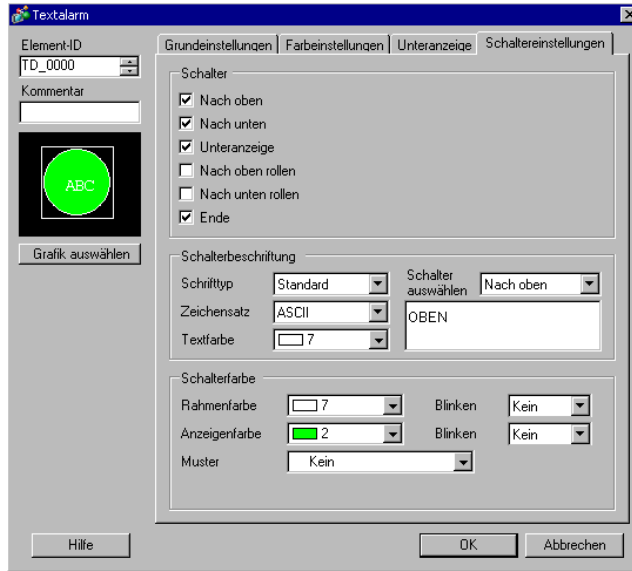 Textalarm
Element-ID
TD_0000
Kommentar
ABC
Grafik auswählen
Grundeinstellungen Farbeinstellungen Unteranzeige Schaltereinstellungen
Schalter
Nach oben
Nach unten
Unteranzeige
Nach oben rollen
Nach unten rollen
Ende
Schalterbeschriftung
Schrifttyp Standard
Zeichensatz ASCII
Textfarbe 7
Schalter
auswählen Nach oben
OBEN
Schalterfarbe
Rahmenfarbe 7 Blinken Kein
Anzeigenfarbe 2 Blinken Kein
Muster Kein
Hilfe OK Abbrechen